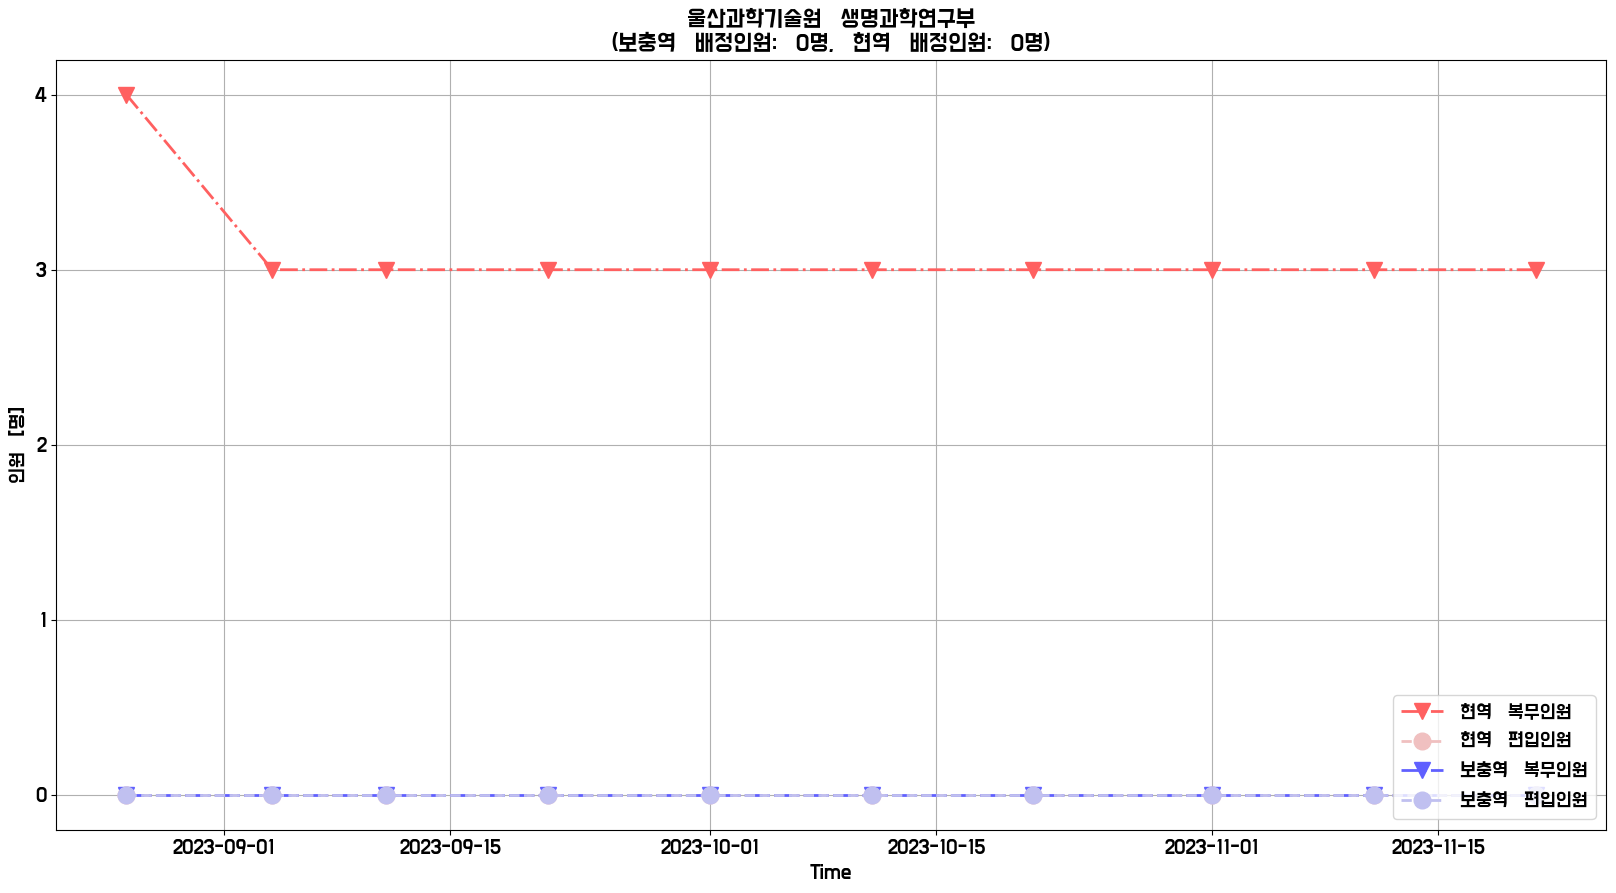 울산과학기술원 생명과학연구부
(보충역 배정인원: 0명, 현역 배정인원: 0명)
4
3
2
1
0
인원 [명]
2023-09-01
2023-09-15
2023-10-01
2023-10-15
2023-11-01
2023-11-15
Time
현역 복무인원
현역 편입인원
보충역 복무인원
보충역 편입인원